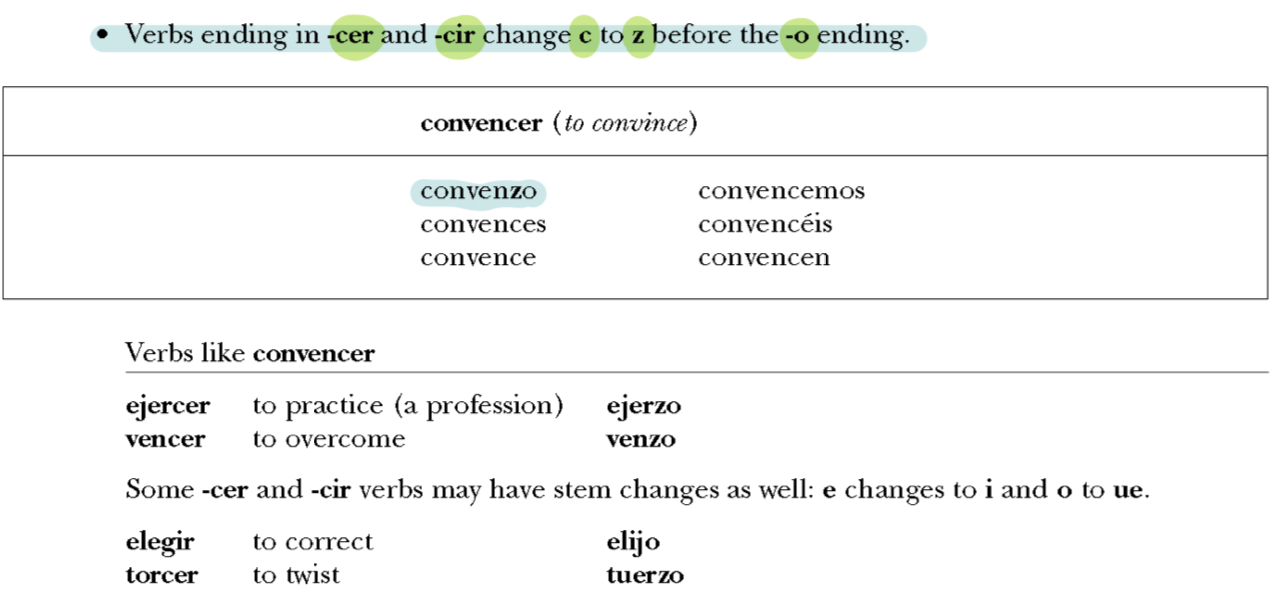 • Verbs ending in -cer and -cir change c to z before the -o ending.
convencer (to convince)
convenzo convencemos
convences convencéis
convence convencen
Verbs like convencer
ejercer to practice (a profession) ejerzo
vencer to overcome venzo
Some -cer and -cir verbs may have stem changes as well: e changes to i and o to ue.
elegir to correct elijo
torcer to twist tuerzo